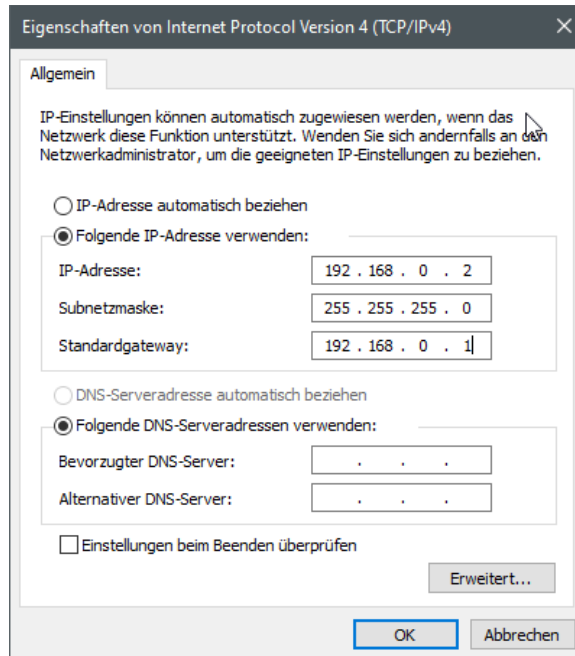 Eigenschaften von Internet Protocol Version 4 (TCP/IPv4)
Allgemein
IP-Einstellungen können automatisch zugewiesen werden, wenn das
Netzwerk diese Funktion unterstützt. Wenden Sie sich andernfalls an den
Netzwerkadministrator, um die geeigneten IP-Einstellungen zu beziehen.
IP-Adresse automatisch beziehen
Folgende IP-Adresse verwenden:
IP-Adresse: 192 . 168 . 0 . 2
Subnetzmaske: 255 . 255 . 255 . 0
Standardgateway: 192 . 168 . 0 . 1
DNS-Serveradresse automatisch beziehen
Folgende DNS-Serveradressen verwenden:
Bevorzugter DNS-Server: . . .
Alternativer DNS-Server: . . .
Einstellungen beim Beenden überprüfen
Erweitert...
OK Abbrechen